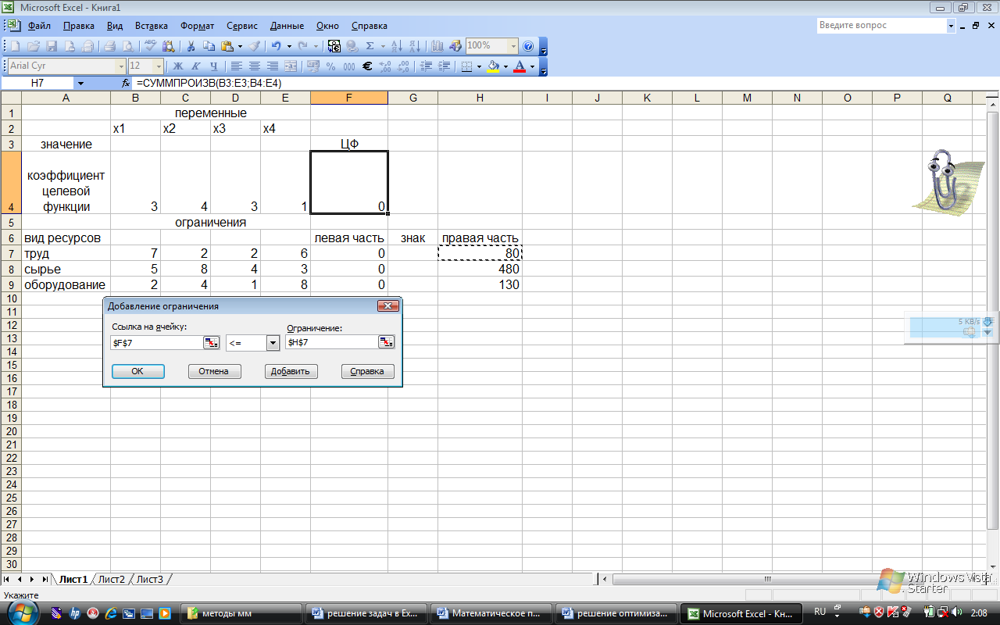 Microsoft Excel - Книга1
Файл Правка Вид Вставка Формат Сервис Данные Окно Справка Введите вопрос
100%
Arial Cyr 12 Ж К Ч % 000 € A
H7 fx =СУММПРОИЗВ(B3:E3;B4:E4)
A B C D E F G H I J K L M N O P Q
1 переменные
2 x1 x2 x3 x4
3 значение ЦФ
4 коэффициент
целевой
функции 3 4 3 1 0
5 ограничения
6 вид ресурсов левая часть знак правая часть
7 труд 7 2 2 6 0 80
8 сырье 5 8 4 3 0 480
9 оборудование 2 4 1 8 0 130
10
Добавление ограничения
11
12 Ссылка на ячейку: Ограничение:
5 KB/s
13 $F$7 <= $H$7
14
15 ОК Отмена Добавить Справка
16
17
18
19
20
21
22
23
24
25
26
27
28
29
30
Лист1 Лист2 Лист3
Укажите
Windows Vista
Starter
методы мм решение задач в Ex... Математическое п... решение оптимиза... Microsoft Excel - Кн... RU 2:08